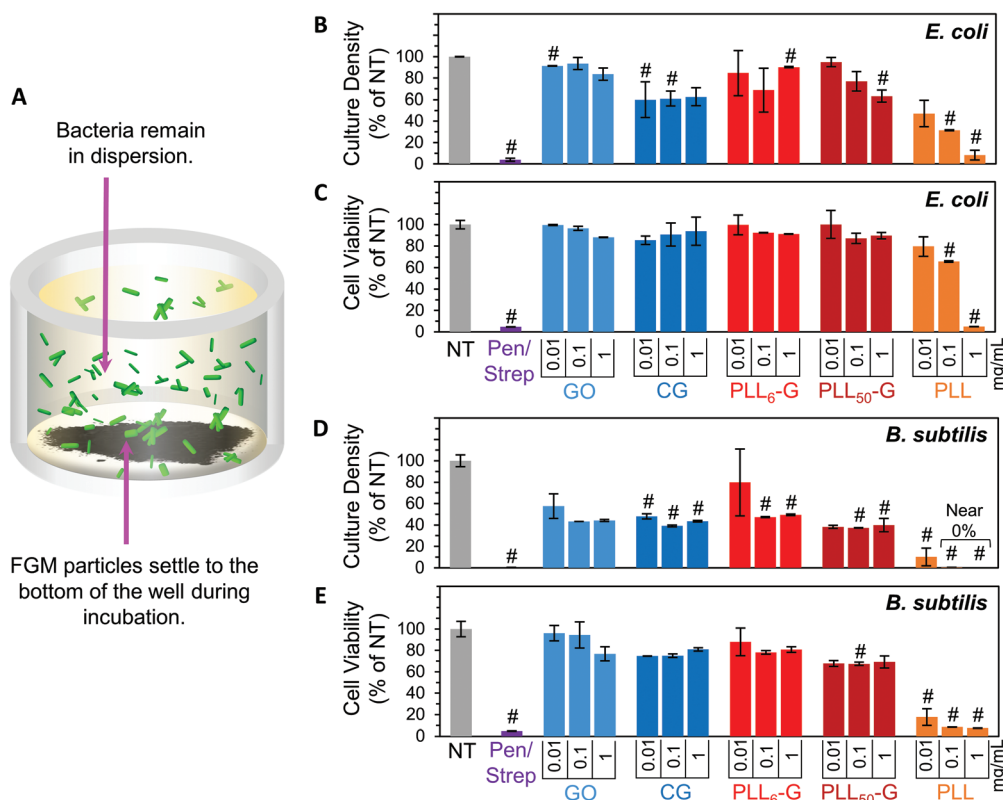 A
Bacteria remain
in dispersion.
FGM particles settle to the
bottom of the well during
incubation.
B
E. coli
Culture Density
(% of NT)
100
80
60
40
20
0
#
#
#
#
#
#
#
#
C
E. coli
Cell Viability
(% of NT)
100
80
60
40
20
0
#
#
#
NT
Pen/
Strep
0.01
0.1
1
0.01
0.1
1
0.01
0.1
1
0.01
0.1
1
0.01
0.1
1
mg/mL
GO
CG
PLL6-G
PLL50-G
PLL
D
B. subtilis
Culture Density
(% of NT)
100
80
60
40
20
0
#
#
#
#
#
#
#
#
#
Near
0%
#
#
E
B. subtilis
Cell Viability
(% of NT)
100
80
60
40
20
0
#
#
#
#
#
NT
Pen/
Strep
0.01
0.1
1
0.01
0.1
1
0.01
0.1
1
0.01
0.1
1
0.01
0.1
1
mg/mL
GO
CG
PLL6-G
PLL50-G
PLL